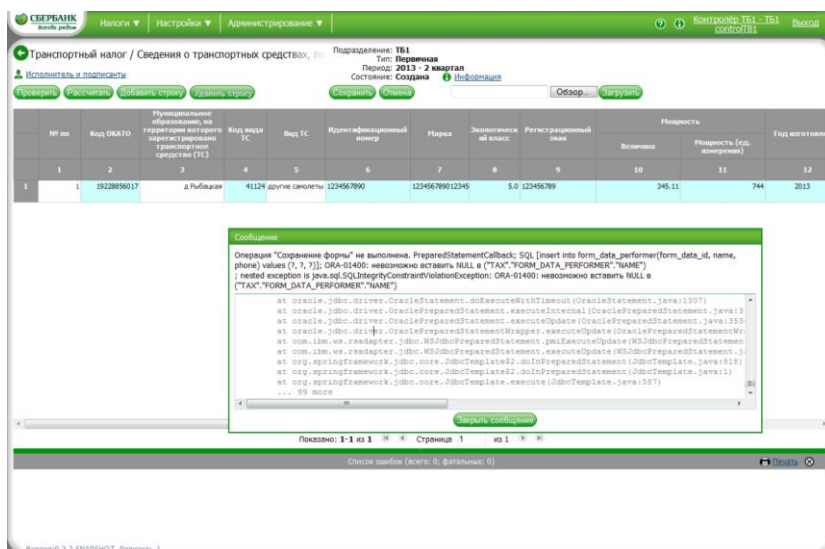 СБЕРБАНК
Всегда рядом
Налоги ▼ Настройки ▼ Администрирование ▼
Контролёр ТБ1 - ТБ1
controlTB1
Выход
Транспортный налог / Сведения о транспортных средствах,
Подразделение: ТБ1
Тип: Первичная
Период: 2013 - 2 квартал
Состояние: Создана Информация
Исполнитель и подписанты
Проверить Рассчитать Добавить строку Удалить строку Сохранить Отмена Обзор... Загрузить
№ пп
Код ОКАТО
Муниципальное образование, на территории которого зарегистрировано транспортное средство (ТС)
Код вида ТС
Вид ТС
Идентификационный номер
Марка
Экологический класс
Регистрационный знак
Мощность
Величина
Мощность (ед. измерения)
Год изготовл
1 2 3 4 5 6 7 8 9 10 11 12
1 1 19228856017 д Рыбацкая 41124 другие самолеты 1234567890 123456789012345 5.0 123456789 345.11 744 2013
Сообщение
Операция "Сохранение формы" не выполнена. PreparedStatementCallback; SQL [insert into form_data_performer(form_data_id, name,
phone) values (?, ?, ?)]; ORA-01400: невозможно вставить NULL в ("TAX"."FORM_DATA_PERFORMER"."NAME")
; nested exception is java.sql.SQLIntegrityConstraintViolationException: ORA-01400: невозможно вставить NULL в
("TAX"."FORM_DATA_PERFORMER"."NAME")
at oracle.jdbc.driver.OracleStatement.doExecuteWithTimeout(OracleStatement.java:1307)
at oracle.jdbc.driver.OraclePreparedStatement.executeInternal(OraclePreparedStatement.java:3
at oracle.jdbc.driver.OraclePreparedStatement.executeUpdate(OraclePreparedStatement.java:353
at oracle.jdbc.driver.OraclePreparedStatementWrapper.executeUpdate(OraclePreparedStatementWr
at com.ibm.ws.rsadapter.jdbc.WSJdbcPreparedStatement.pmiExecuteUpdate(WSJdbcPreparedStatemen
at com.ibm.ws.rsadapter.jdbc.WSJdbcPreparedStatement.executeUpdate(WSJdbcPreparedStatement.j
at org.springframework.jdbc.core.JdbcTemplate$2.doInPreparedStatement(JdbcTemplate.java:818)
at org.springframework.jdbc.core.JdbcTemplate$2.doInPreparedStatement(JdbcTemplate.java:1)
at org.springframework.jdbc.core.JdbcTemplate.execute(JdbcTemplate.java:587)
... 99 more
Закрыть сообщение
Показано: 1-1 из 1 Страница 1 из 1
Список ошибок (всего: 0; фатальных: 0)
Печать